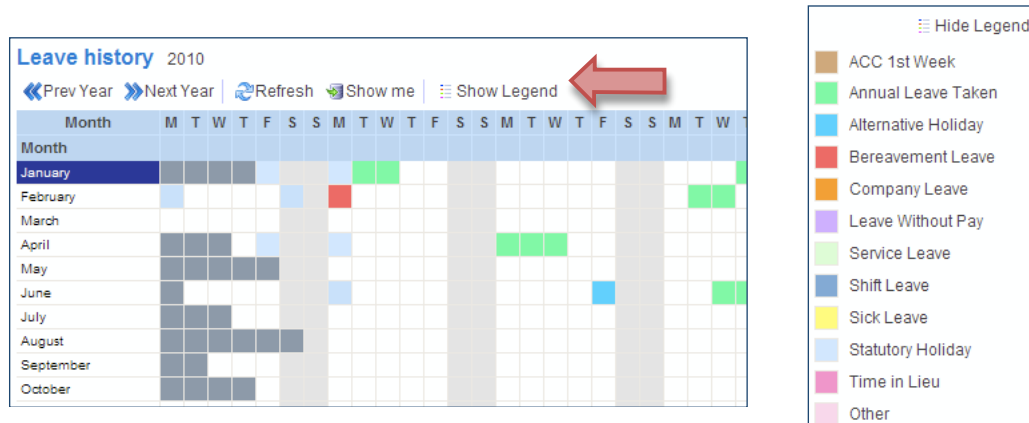 Leave history 2010
Prev Year Next Year Refresh Show me Show Legend
Month M T W T F S S M T W T F S S M T W T F S S M T W T
Month
January
February
March
April
May
June
July
August
September
October
Hide Legend
ACC 1st Week
Annual Leave Taken
Alternative Holiday
Bereavement Leave
Company Leave
Leave Without Pay
Service Leave
Shift Leave
Sick Leave
Statutory Holiday
Time in Lieu
Other